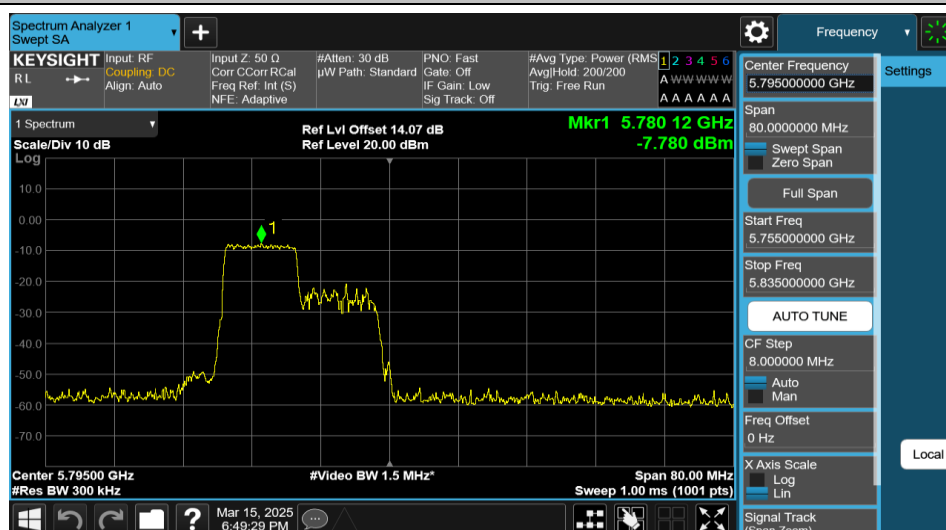 Spectrum Analyzer 1
Swept SA
+
Frequency
KEYSIGHT
R L
LXI
Input: RF
Coupling: DC
Align: Auto
Input Z: 50 Ω
Corr CCorr RCal
Freq Ref: Int (S)
NFE: Adaptive
#Atten: 30 dB
µW Path: Standard
PNO: Fast
Gate: Off
IF Gain: Low
Sig Track: Off
#Avg Type: Power (RMS
Avg|Hold: 200/200
Trig: Free Run
1 2 3 4 5 6
A W W W W W
A A A A A A
1 Spectrum
Scale/Div 10 dB
Log
Ref Lvl Offset 14.07 dB
Ref Level 20.00 dBm
Mkr1 5.780 12 GHz
-7.780 dBm
10.0
0.00
-10.0
-20.0
-30.0
-40.0
-50.0
-60.0
-70.0
1
Center 5.79500 GHz
#Res BW 300 kHz
#Video BW 1.5 MHz*
Span 80.00 MHz
Sweep 1.00 ms (1001 pts)
?
Mar 15, 2025
6:49:29 PM
Center Frequency
5.795000000 GHz
Span
80.0000000 MHz
Swept Span
Zero Span
Full Span
Start Freq
5.755000000 GHz
Stop Freq
5.835000000 GHz
AUTO TUNE
CF Step
8.000000 MHz
Auto
Man
Freq Offset
0 Hz
X Axis Scale
Log
Lin
Signal Track
(Span Zoom)
Settings
Local